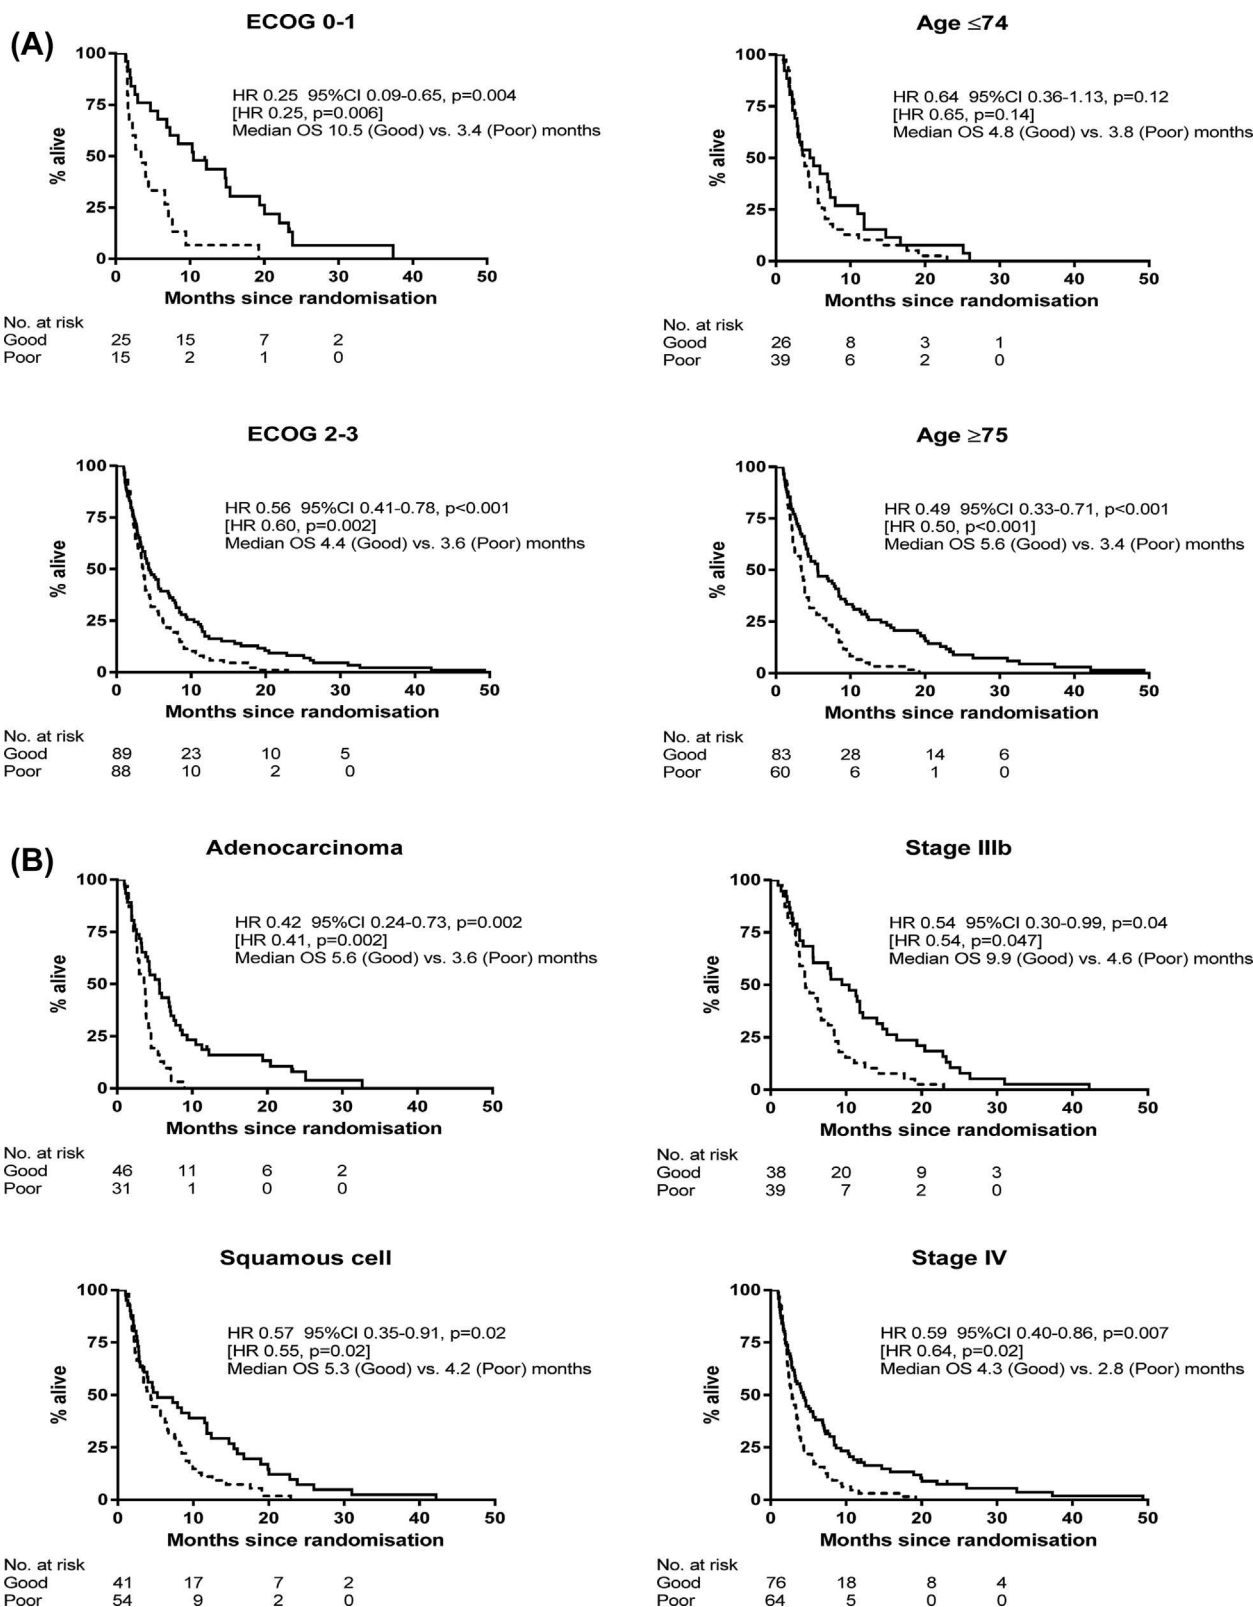 (A)
ECOG 0-1
HR 0.25 95%CI 0.09-0.65, p=0.004
[HR 0.25, p=0.006]
Median OS 10.5 (Good) vs. 3.4 (Poor) months
% alive
100
75
50
25
0
0 10 20 30 40 50
Months since randomisation
No. at risk
Good 25 15 7 2
Poor 15 2 1 0
Age ≤74
HR 0.64 95%CI 0.36-1.13, p=0.12
[HR 0.65, p=0.14]
Median OS 4.8 (Good) vs. 3.8 (Poor) months
% alive
100
75
50
25
0
0 10 20 30 40 50
Months since randomisation
No. at risk
Good 26 8 3 1
Poor 39 6 2 0
ECOG 2-3
HR 0.56 95%CI 0.41-0.78, p<0.001
[HR 0.60, p=0.002]
Median OS 4.4 (Good) vs. 3.6 (Poor) months
% alive
100
75
50
25
0
0 10 20 30 40 50
Months since randomisation
No. at risk
Good 89 23 10 5
Poor 88 10 2 0
Age ≥75
HR 0.49 95%CI 0.33-0.71, p<0.001
[HR 0.50, p<0.001]
Median OS 5.6 (Good) vs. 3.4 (Poor) months
% alive
100
75
50
25
0
0 10 20 30 40 50
Months since randomisation
No. at risk
Good 83 28 14 6
Poor 60 6 1 0
(B)
Adenocarcinoma
HR 0.42 95%CI 0.24-0.73, p=0.002
[HR 0.41, p=0.002]
Median OS 5.6 (Good) vs. 3.6 (Poor) months
% alive
100
75
50
25
0
0 10 20 30 40 50
Months since randomisation
No. at risk
Good 46 11 6 2
Poor 31 1 0 0
Stage IIIb
HR 0.54 95%CI 0.30-0.99, p=0.04
[HR 0.54, p=0.047]
Median OS 9.9 (Good) vs. 4.6 (Poor) months
% alive
100
75
50
25
0
0 10 20 30 40 50
Months since randomisation
No. at risk
Good 38 20 9 3
Poor 39 7 2 0
Squamous cell
HR 0.57 95%CI 0.35-0.91, p=0.02
[HR 0.55, p=0.02]
Median OS 5.3 (Good) vs. 4.2 (Poor) months
% alive
100
75
50
25
0
0 10 20 30 40 50
Months since randomisation
No. at risk
Good 41 17 7 2
Poor 54 9 2 0
Stage IV
HR 0.59 95%CI 0.40-0.86, p=0.007
[HR 0.64, p=0.02]
Median OS 4.3 (Good) vs. 2.8 (Poor) months
% alive
100
75
50
25
0
0 10 20 30 40 50
Months since randomisation
No. at risk
Good 76 18 8 4
Poor 64 5 0 0